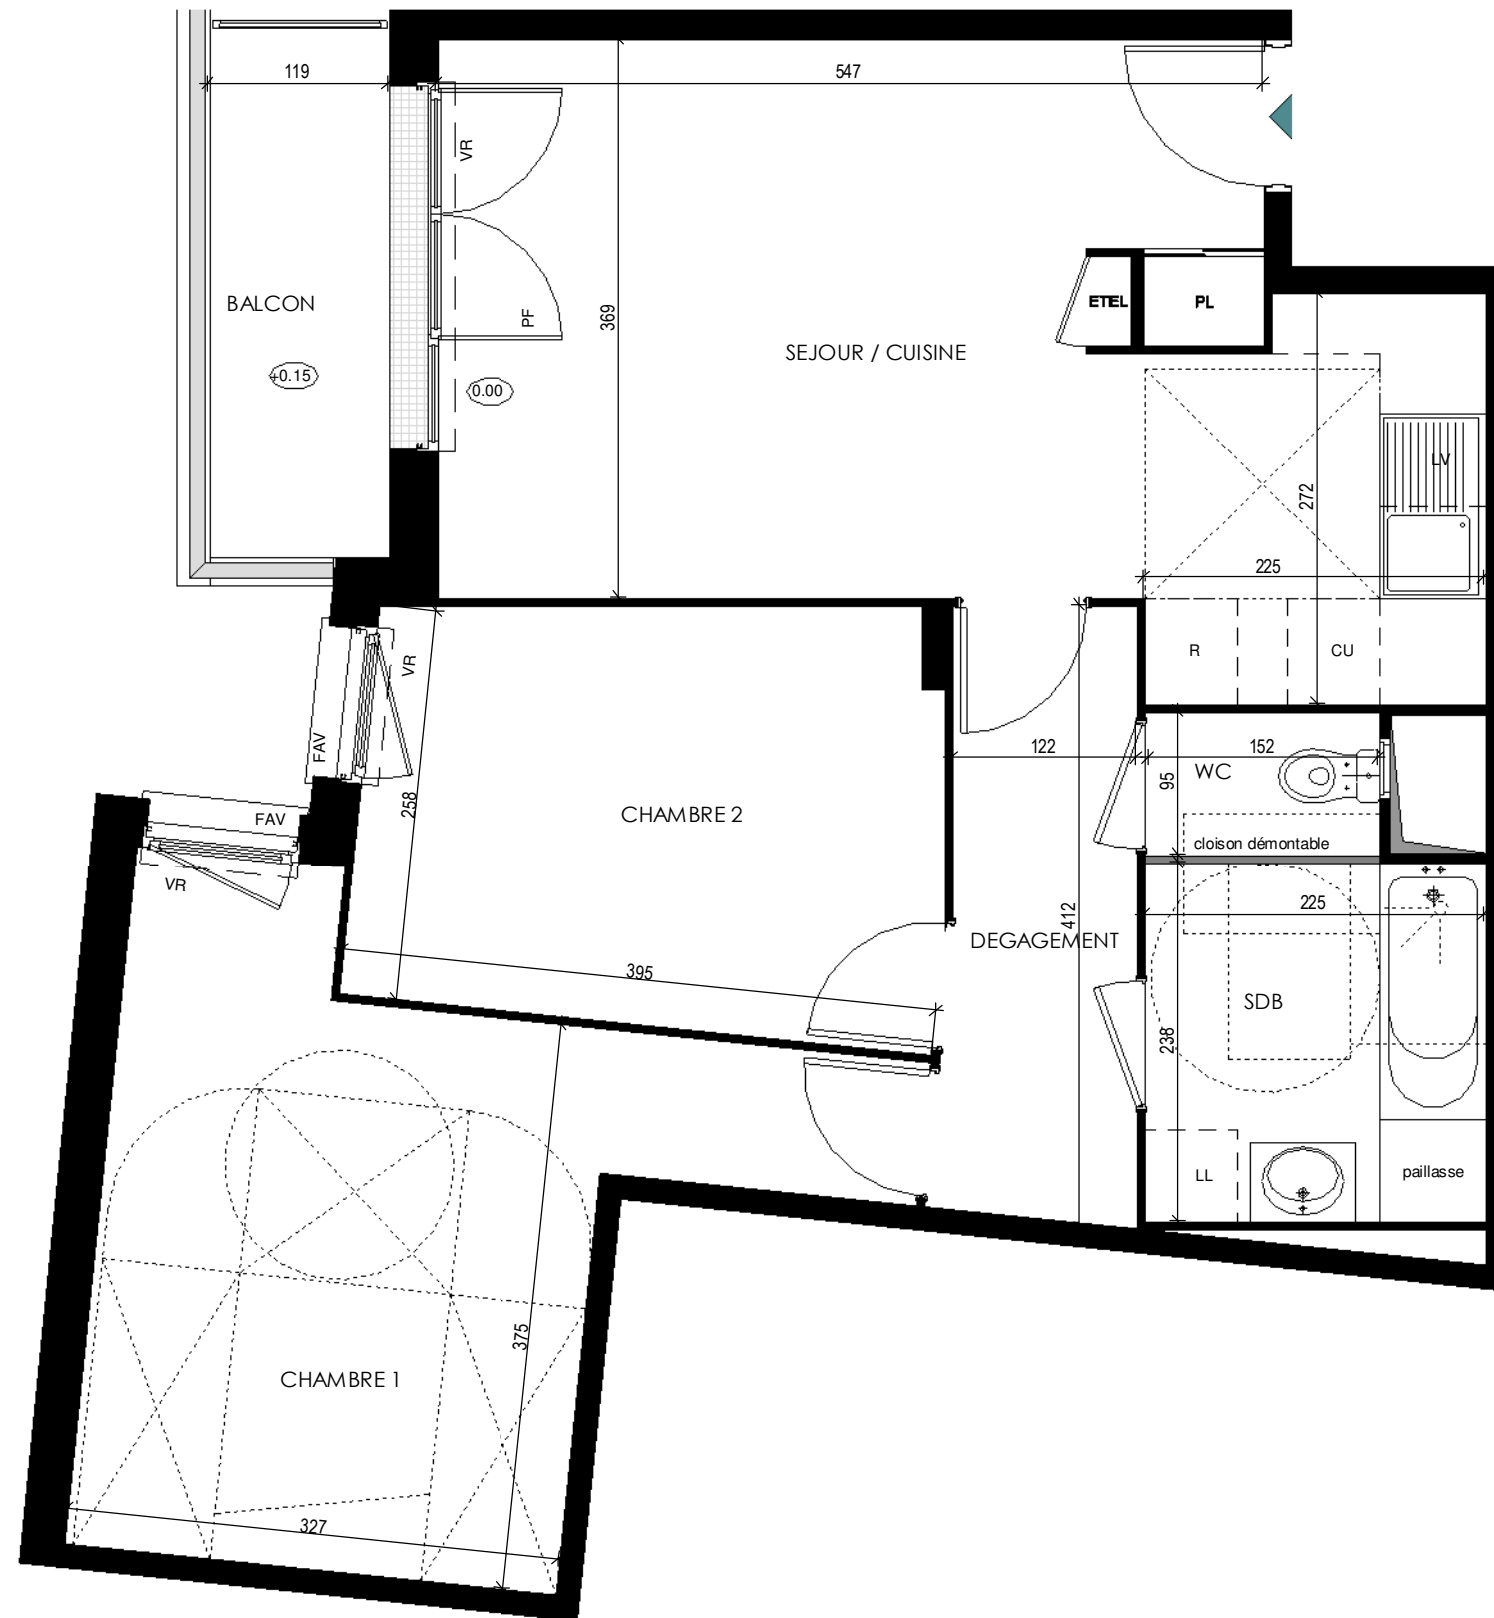 119
547
VR
BALCON
PF
369
ETEL
PL
SEJOUR / CUISINE
+0.15
0.00
LV
272
225
R
CU
VR
FAV
122
152
WC
95
258
CHAMBRE 2
FAV
cloison démontable
VR
225
412
DEGAGEMENT
395
SDB
238
LL
paillasse
375
CHAMBRE 1
327